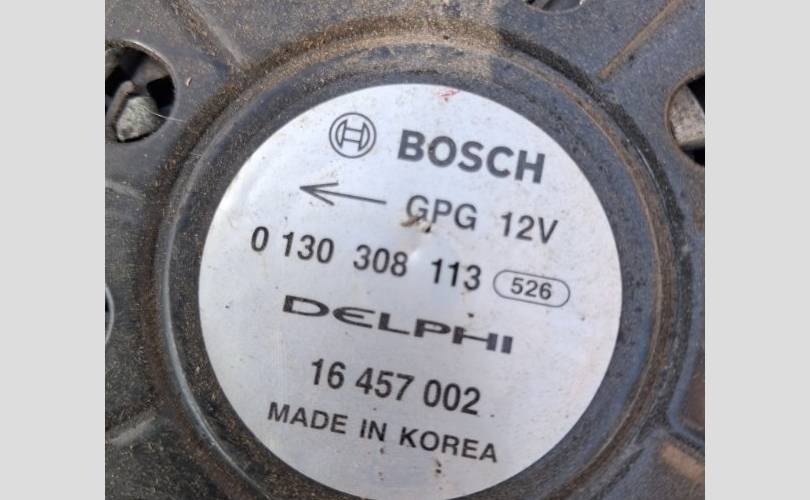 BOSCH
GPG 12V
0 130 308 113 526
DELPHI
16 457 002
MADE IN KOREA